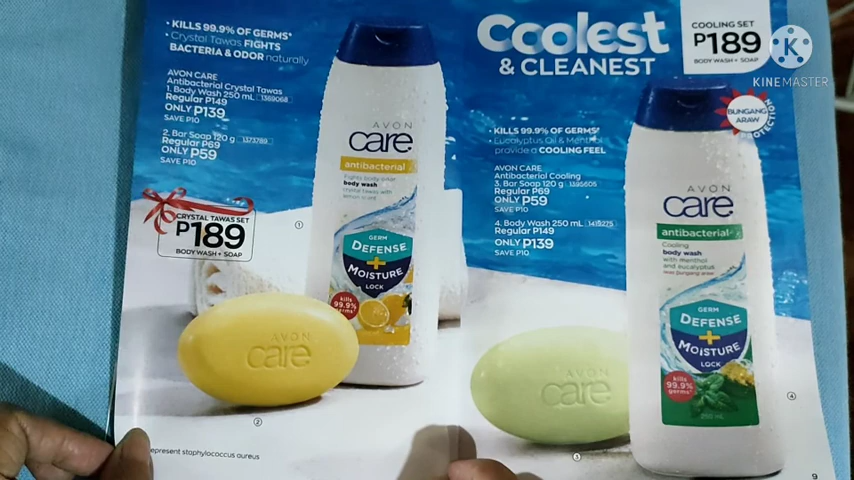 • KILLS 99.9% OF GERMS*
• Crystal Tawas FIGHTS
BACTERIA & ODOR naturally
AVON CARE
Antibacterial Crystal Tawas
1. Body Wash 250 mL 1369068
Regular P149
ONLY P139
SAVE P10
2. Bar Soap 120 g 1373789
Regular P69
ONLY P59
SAVE P10
CRYSTAL TAWAS SET
P189
BODY WASH + SOAP
AVON
care
antibacterial
body wash
crystal tawas with
lemon scent
GERM
DEFENSE
+
MOISTURE
LOCK
kills
99.9%
germs*
AVON
care
1
2
represent staphylococcus aureus
Coolest
& CLEANEST
COOLING SET
P189
BODY WASH + SOAP
KINEMASTER
BUNGANG
ARAW
PROTECTION
• KILLS 99.9% OF GERMS*
• Eucalyptus Oil & Menthol
provide a COOLING FEEL
AVON CARE
Antibacterial Cooling
3. Bar Soap 120 g 1395605
Regular P69
ONLY P59
SAVE P10
4. Body Wash 250 mL 1419275
Regular P149
ONLY P139
SAVE P10
AVON
care
antibacterial
Cooling
body wash
with menthol
and eucalyptus
GERM
DEFENSE
+
MOISTURE
LOCK
kills
99.9%
germs*
250 mL
AVON
care
3
4
9